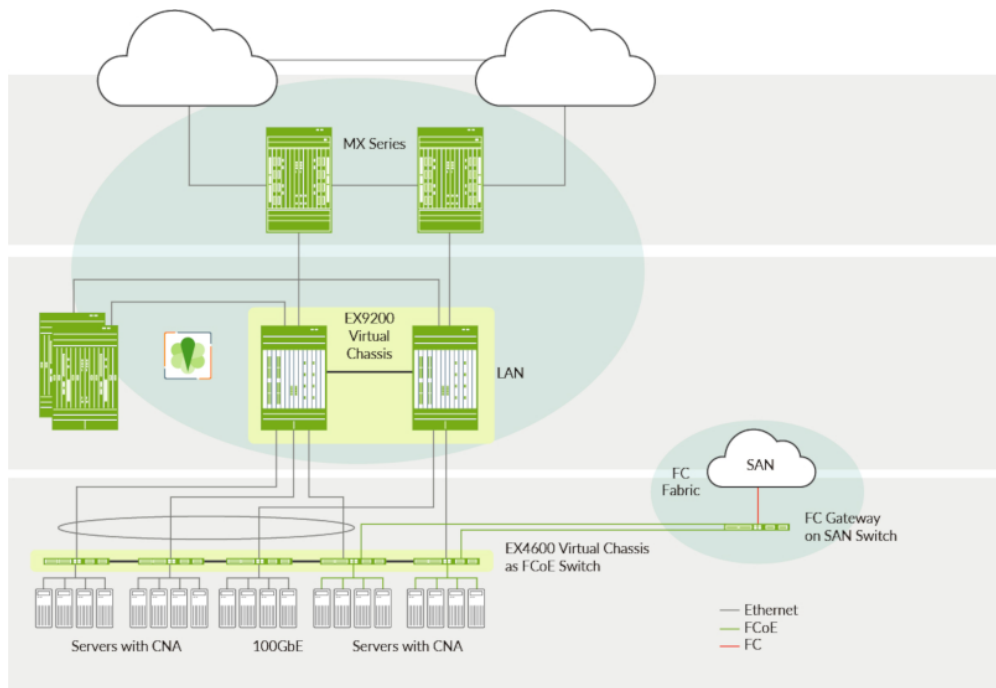 MX Series
EX9200
Virtual
Chassis
LAN
SAN
FC
Fabric
FC Gateway
on SAN Switch
EX4600 Virtual Chassis
as FCoE Switch
Servers with CNA
100GbE
Servers with CNA
Ethernet
FCoE
FC